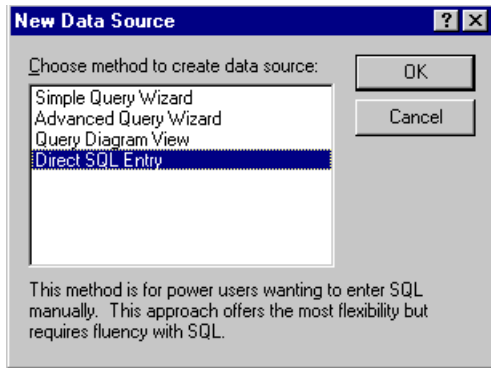 New Data Source
? X
Choose method to create data source:
OK
Simple Query Wizard
Advanced Query Wizard
Cancel
Query Diagram View
Direct SQL Entry
This method is for power users wanting to enter SQL
manually.  This approach offers the most flexibility but
requires fluency with SQL.